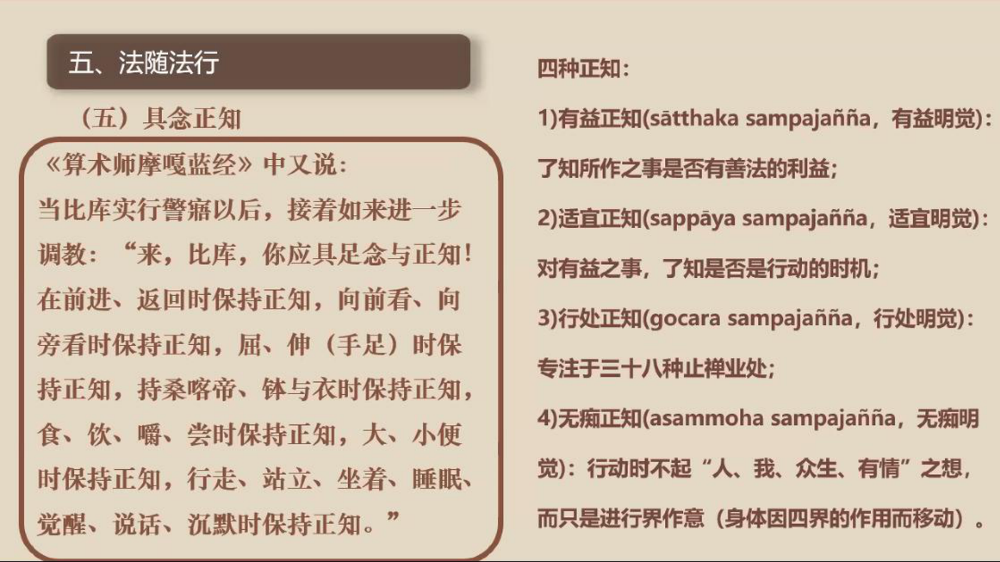 五、法随法行
（五）具念正知
《算术师摩嘎蓝经》中又说：
当比库实行警寤以后，接着如来进一步
调教：“来，比库，你应具足念与正知！
在前进、返回时保持正知，向前看、向
旁看时保持正知，屈、伸（手足）时保
持正知，持桑喀帝、钵与衣时保持正知，
食、饮、嚼、尝时保持正知，大、小便
时保持正知，行走、站立、坐着、睡眠、
觉醒、说话、沉默时保持正知。”
四种正知：
1)有益正知(sātthaka sampajañña，有益明觉)：
了知所作之事是否有善法的利益；
2)适宜正知(sappāya sampajañña，适宜明觉)：
对有益之事，了知是否是行动的时机；
3)行处正知(gocara sampajañña，行处明觉)：
专注于三十八种止禅业处；
4)无痴正知(asammoha sampajañña，无痴明
觉)：行动时不起“人、我、众生、有情”之想，
而只是进行界作意（身体因四界的作用而移动）。